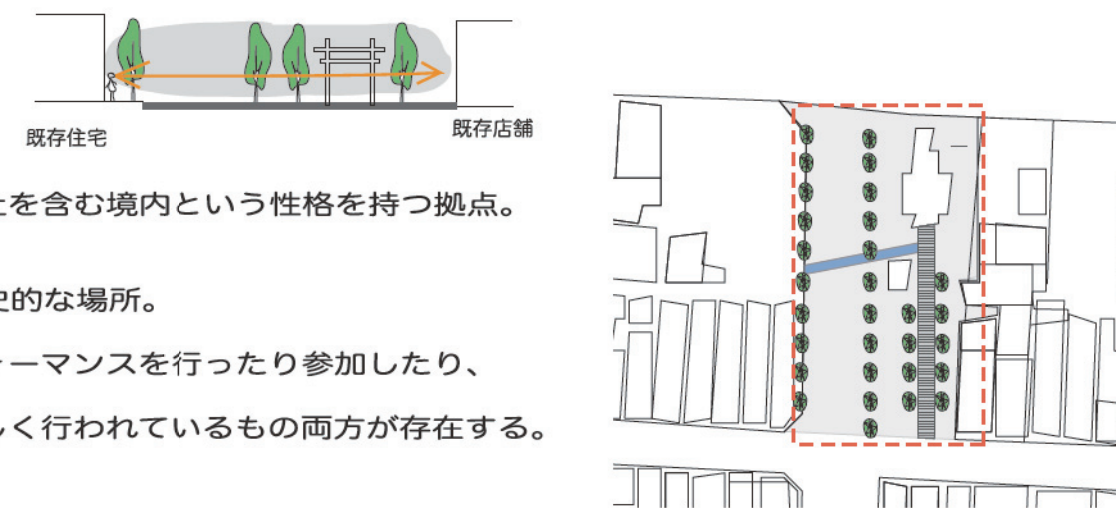 既存住宅
既存店舗
を含む境内という性格を持つ拠点。
史的な場所。
ーマンスを行ったり参加したり、
く行われているもの両方が存在する。